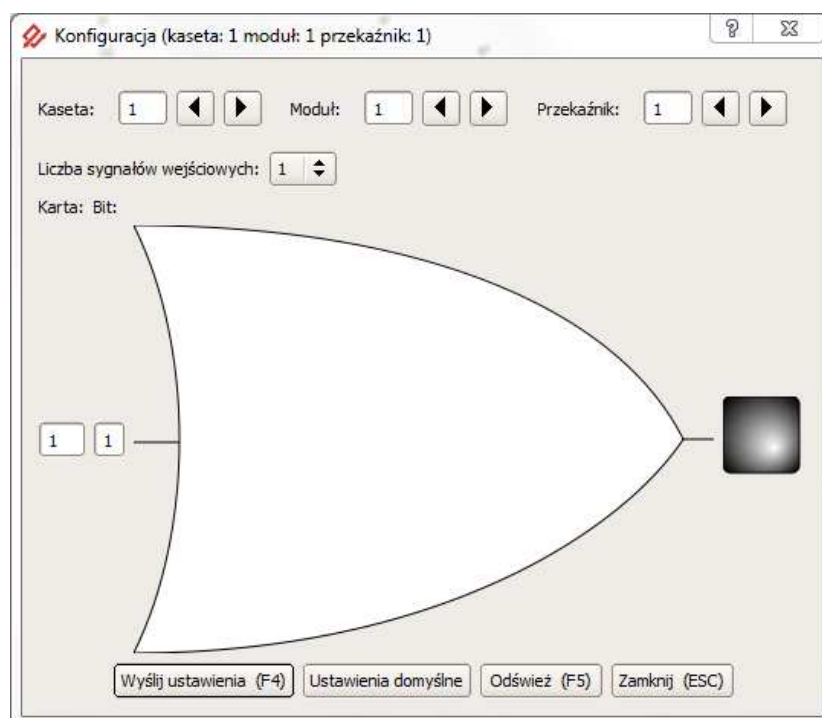 Konfiguracja (kaseta: 1 moduł: 1 przekaźnik: 1)
Kaseta: 1 Moduł: 1 Przekaźnik: 1
Liczba sygnałów wejściowych: 1
Karta: Bit:
1 1
Wyślij ustawienia (F4) Ustawienia domyślne Odśwież (F5) Zamknij (ESC)